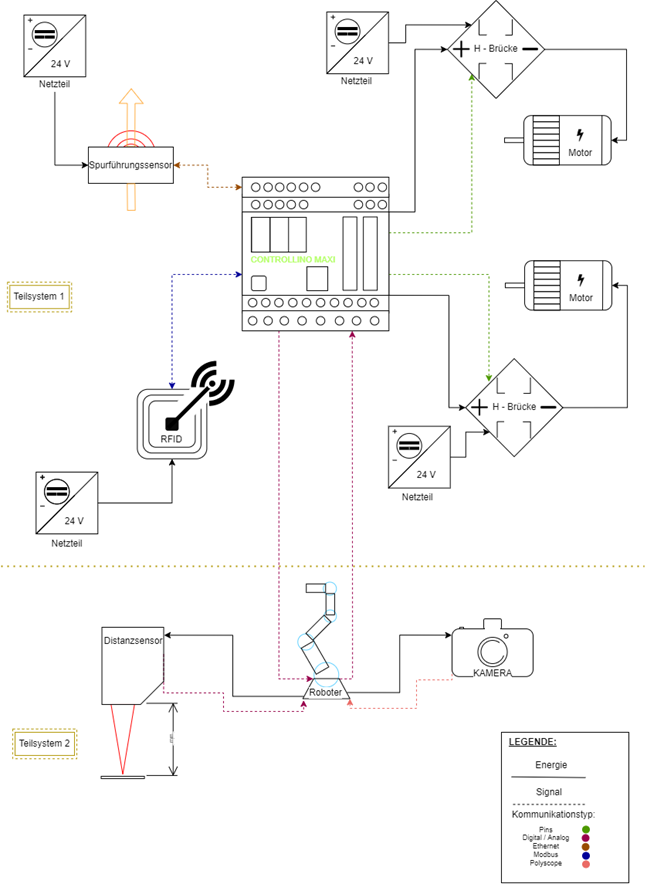 24 V
Netzteil
24 V
Netzteil
H - Brücke
Motor
Spurführungssensor
CONTROLLINO MAXI
Teilsystem 1
Motor
H - Brücke
24 V
Netzteil
RFID
24 V
Netzteil
Distanzsensor
Roboter
KAMERA
Teilsystem 2
LEGENDE:
Energie
Signal
Kommunikationstyp:
Pins
Digital / Analog
Ethernet
Modbus
Polyscope